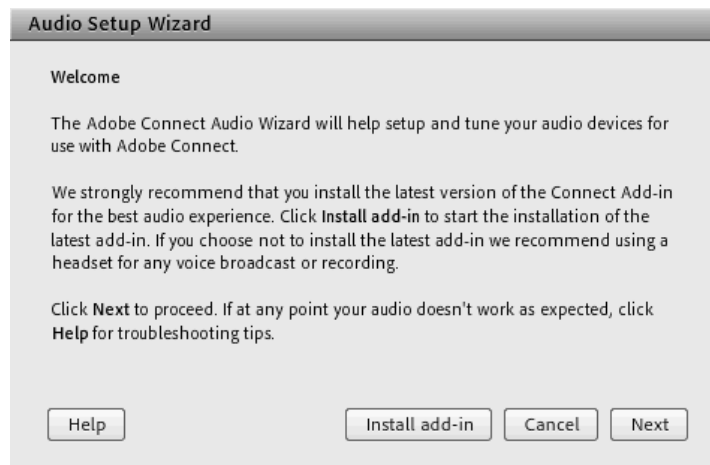 Audio Setup Wizard
Welcome
The Adobe Connect Audio Wizard will help setup and tune your audio devices for
use with Adobe Connect.
We strongly recommend that you install the latest version of the Connect Add-in
for the best audio experience. Click Install add-in to start the installation of the
latest add-in. If you choose not to install the latest add-in we recommend using a
headset for any voice broadcast or recording.
Click Next to proceed. If at any point your audio doesn't work as expected, click
Help for troubleshooting tips.
Help Install add-in Cancel Next